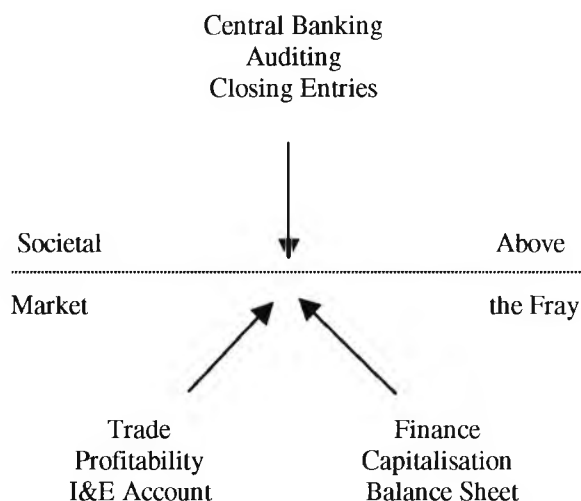 Central Banking
Auditing
Closing Entries
Societal Above
Market the Fray
Trade Finance
Profitability Capitalisation
I&E Account Balance Sheet